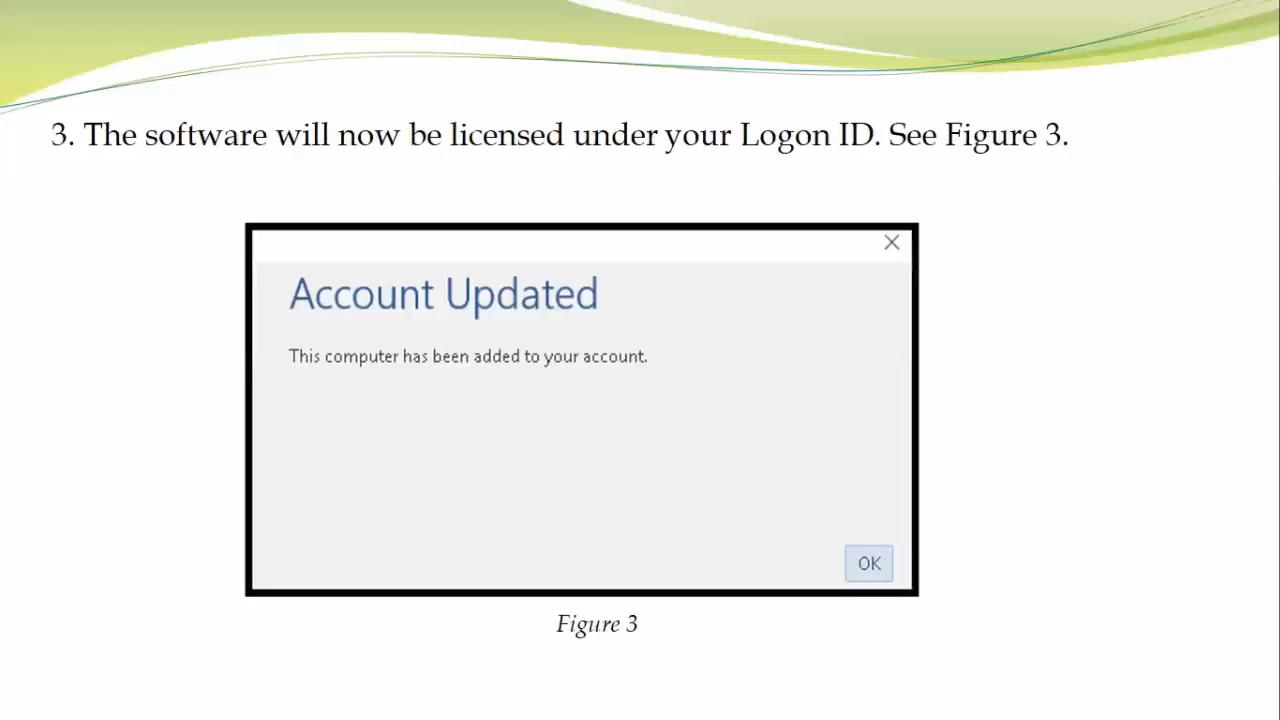 3. The software will now be licensed under your Logon ID. See Figure 3.
Account Updated
This computer has been added to your account.
OK
Figure 3